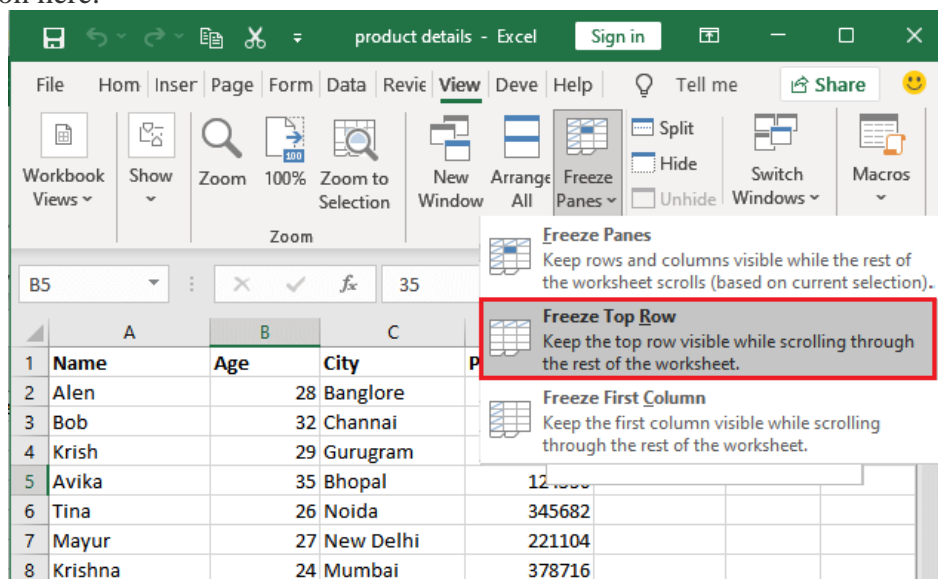 on here.
product details - Excel Sign in
File Hom Inser Page Form Data Revie View Deve Help Tell me Share
Workbook Views
Show
Zoom
100
100%
Zoom to Selection
New Window
Arrange All
Freeze Panes
Split
Hide
Unhide
Switch Windows
Macros
Zoom
Freeze Panes
Keep rows and columns visible while the rest of
the worksheet scrolls (based on current selection).
Freeze Top Row
Keep the top row visible while scrolling through
the rest of the worksheet.
Freeze First Column
Keep the first column visible while scrolling
through the rest of the worksheet.
B5 fx 35
A B C
1 Name Age City P
2 Alen 28 Banglore
3 Bob 32 Channai
4 Krish 29 Gurugram
5 Avika 35 Bhopal
6 Tina 26 Noida 345682
7 Mayur 27 New Delhi 221104
8 Krishna 24 Mumbai 378716